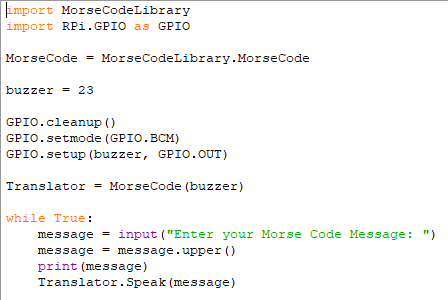 import MorseCodeLibrary
import RPi.GPIO as GPIO
MorseCode = MorseCodeLibrary.MorseCode
buzzer = 23
GPIO.cleanup()
GPIO.setmode(GPIO.BCM)
GPIO.setup(buzzer, GPIO.OUT)
Translator = MorseCode(buzzer)
while True:
    message = input("Enter your Morse Code Message: ")
    message = message.upper()
    print(message)
    Translator.Speak(message)